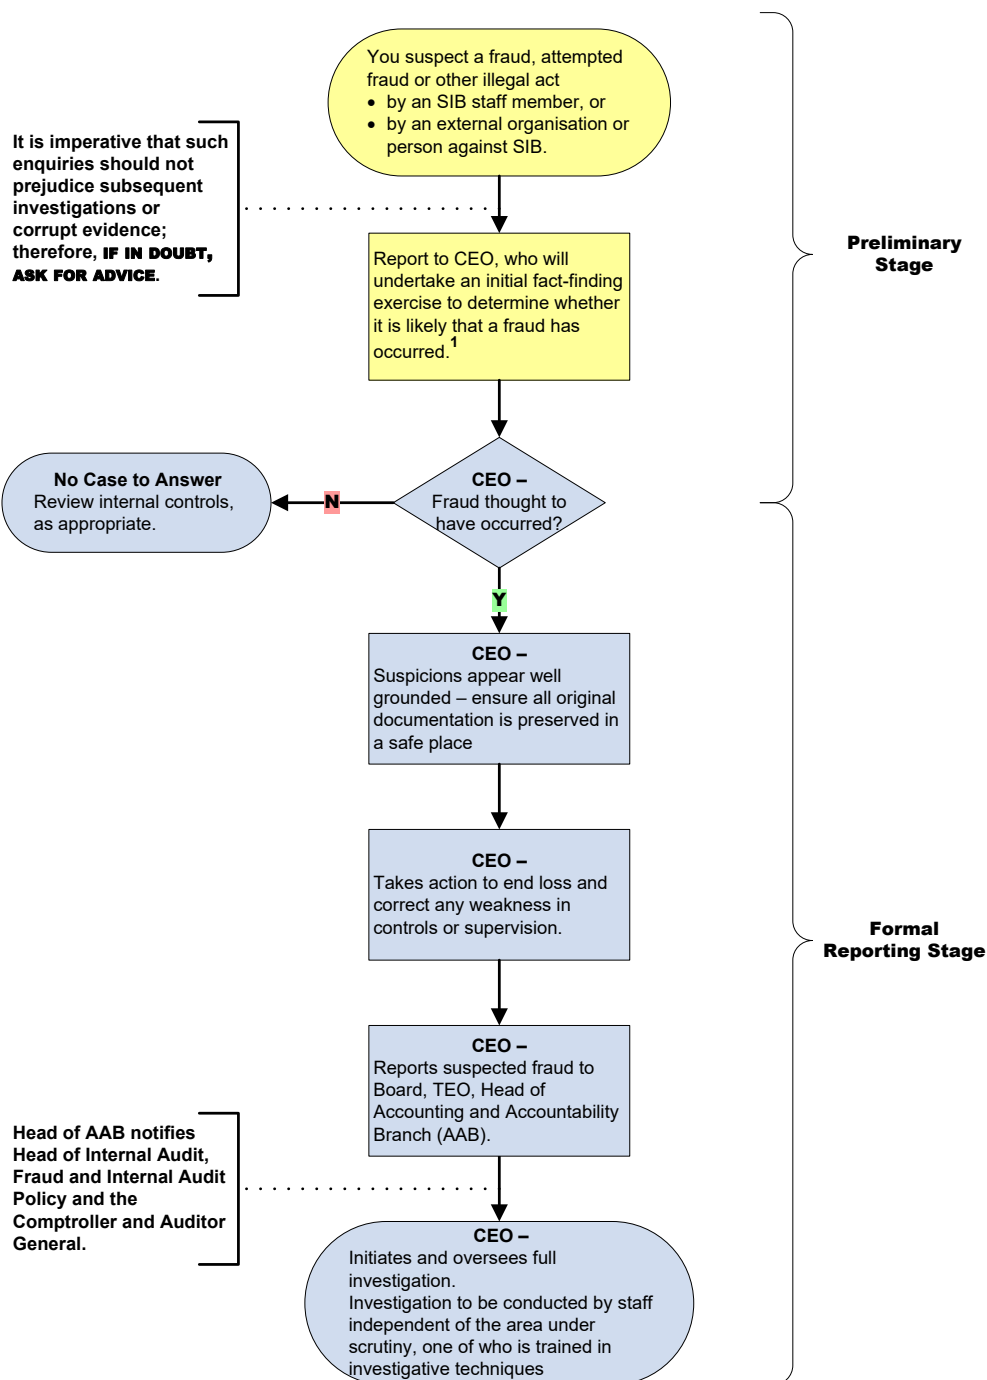 You suspect a fraud, attempted
fraud or other illegal act
• by an SIB staff member, or
• by an external organisation or
person against SIB.
It is imperative that such
enquiries should not
prejudice subsequent
investigations or
corrupt evidence;
therefore, IF IN DOUBT,
ASK FOR ADVICE.
Report to CEO, who will
undertake an initial fact-finding
exercise to determine whether
it is likely that a fraud has
occurred.1
Preliminary
Stage
CEO –
Fraud thought to
have occurred?
N
No Case to Answer
Review internal controls,
as appropriate.
Y
CEO –
Suspicions appear well
grounded – ensure all original
documentation is preserved in
a safe place
CEO –
Takes action to end loss and
correct any weakness in
controls or supervision.
Formal
Reporting Stage
CEO –
Reports suspected fraud to
Board, TEO, Head of
Accounting and Accountability
Branch (AAB).
Head of AAB notifies
Head of Internal Audit,
Fraud and Internal Audit
Policy and the
Comptroller and Auditor
General.
CEO –
Initiates and oversees full
investigation.
Investigation to be conducted by staff
independent of the area under
scrutiny, one of who is trained in
investigative techniques